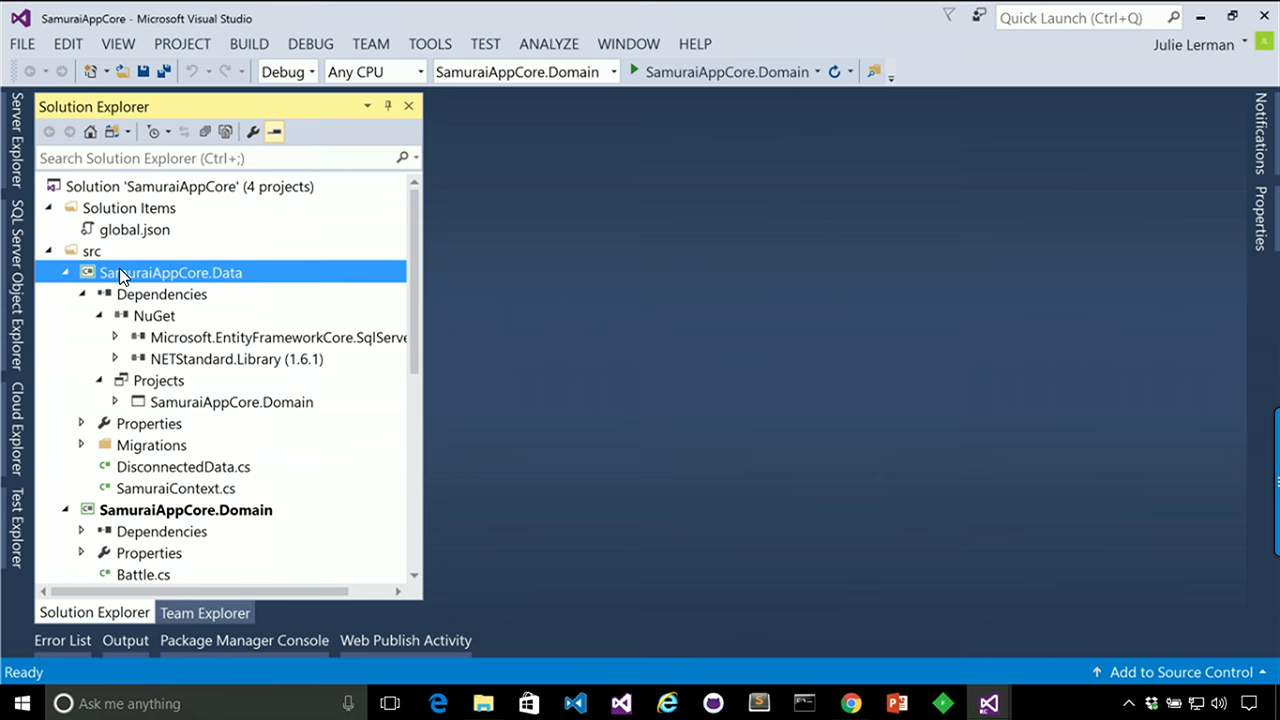 SamuraiAppCore - Microsoft Visual Studio
Quick Launch (Ctrl+Q)
FILE EDIT VIEW PROJECT BUILD DEBUG TEAM TOOLS TEST ANALYZE WINDOW HELP
Julie Lerman
Debug
Any CPU
SamuraiAppCore.Domain
SamuraiAppCore.Domain
Server Explorer
SQL Server Object Explorer
Cloud Explorer
Test Explorer
Solution Explorer
Search Solution Explorer (Ctrl+;)
Solution 'SamuraiAppCore' (4 projects)
Solution Items
global.json
src
SamuraiAppCore.Data
Dependencies
NuGet
Microsoft.EntityFrameworkCore.SqlServe
NETStandard.Library (1.6.1)
Projects
SamuraiAppCore.Domain
Properties
Migrations
DisconnectedData.cs
SamuraiContext.cs
SamuraiAppCore.Domain
Dependencies
Properties
Battle.cs
Solution Explorer
Team Explorer
Notifications
Properties
Error List
Output
Package Manager Console
Web Publish Activity
Ready
Add to Source Control
Ask me anything